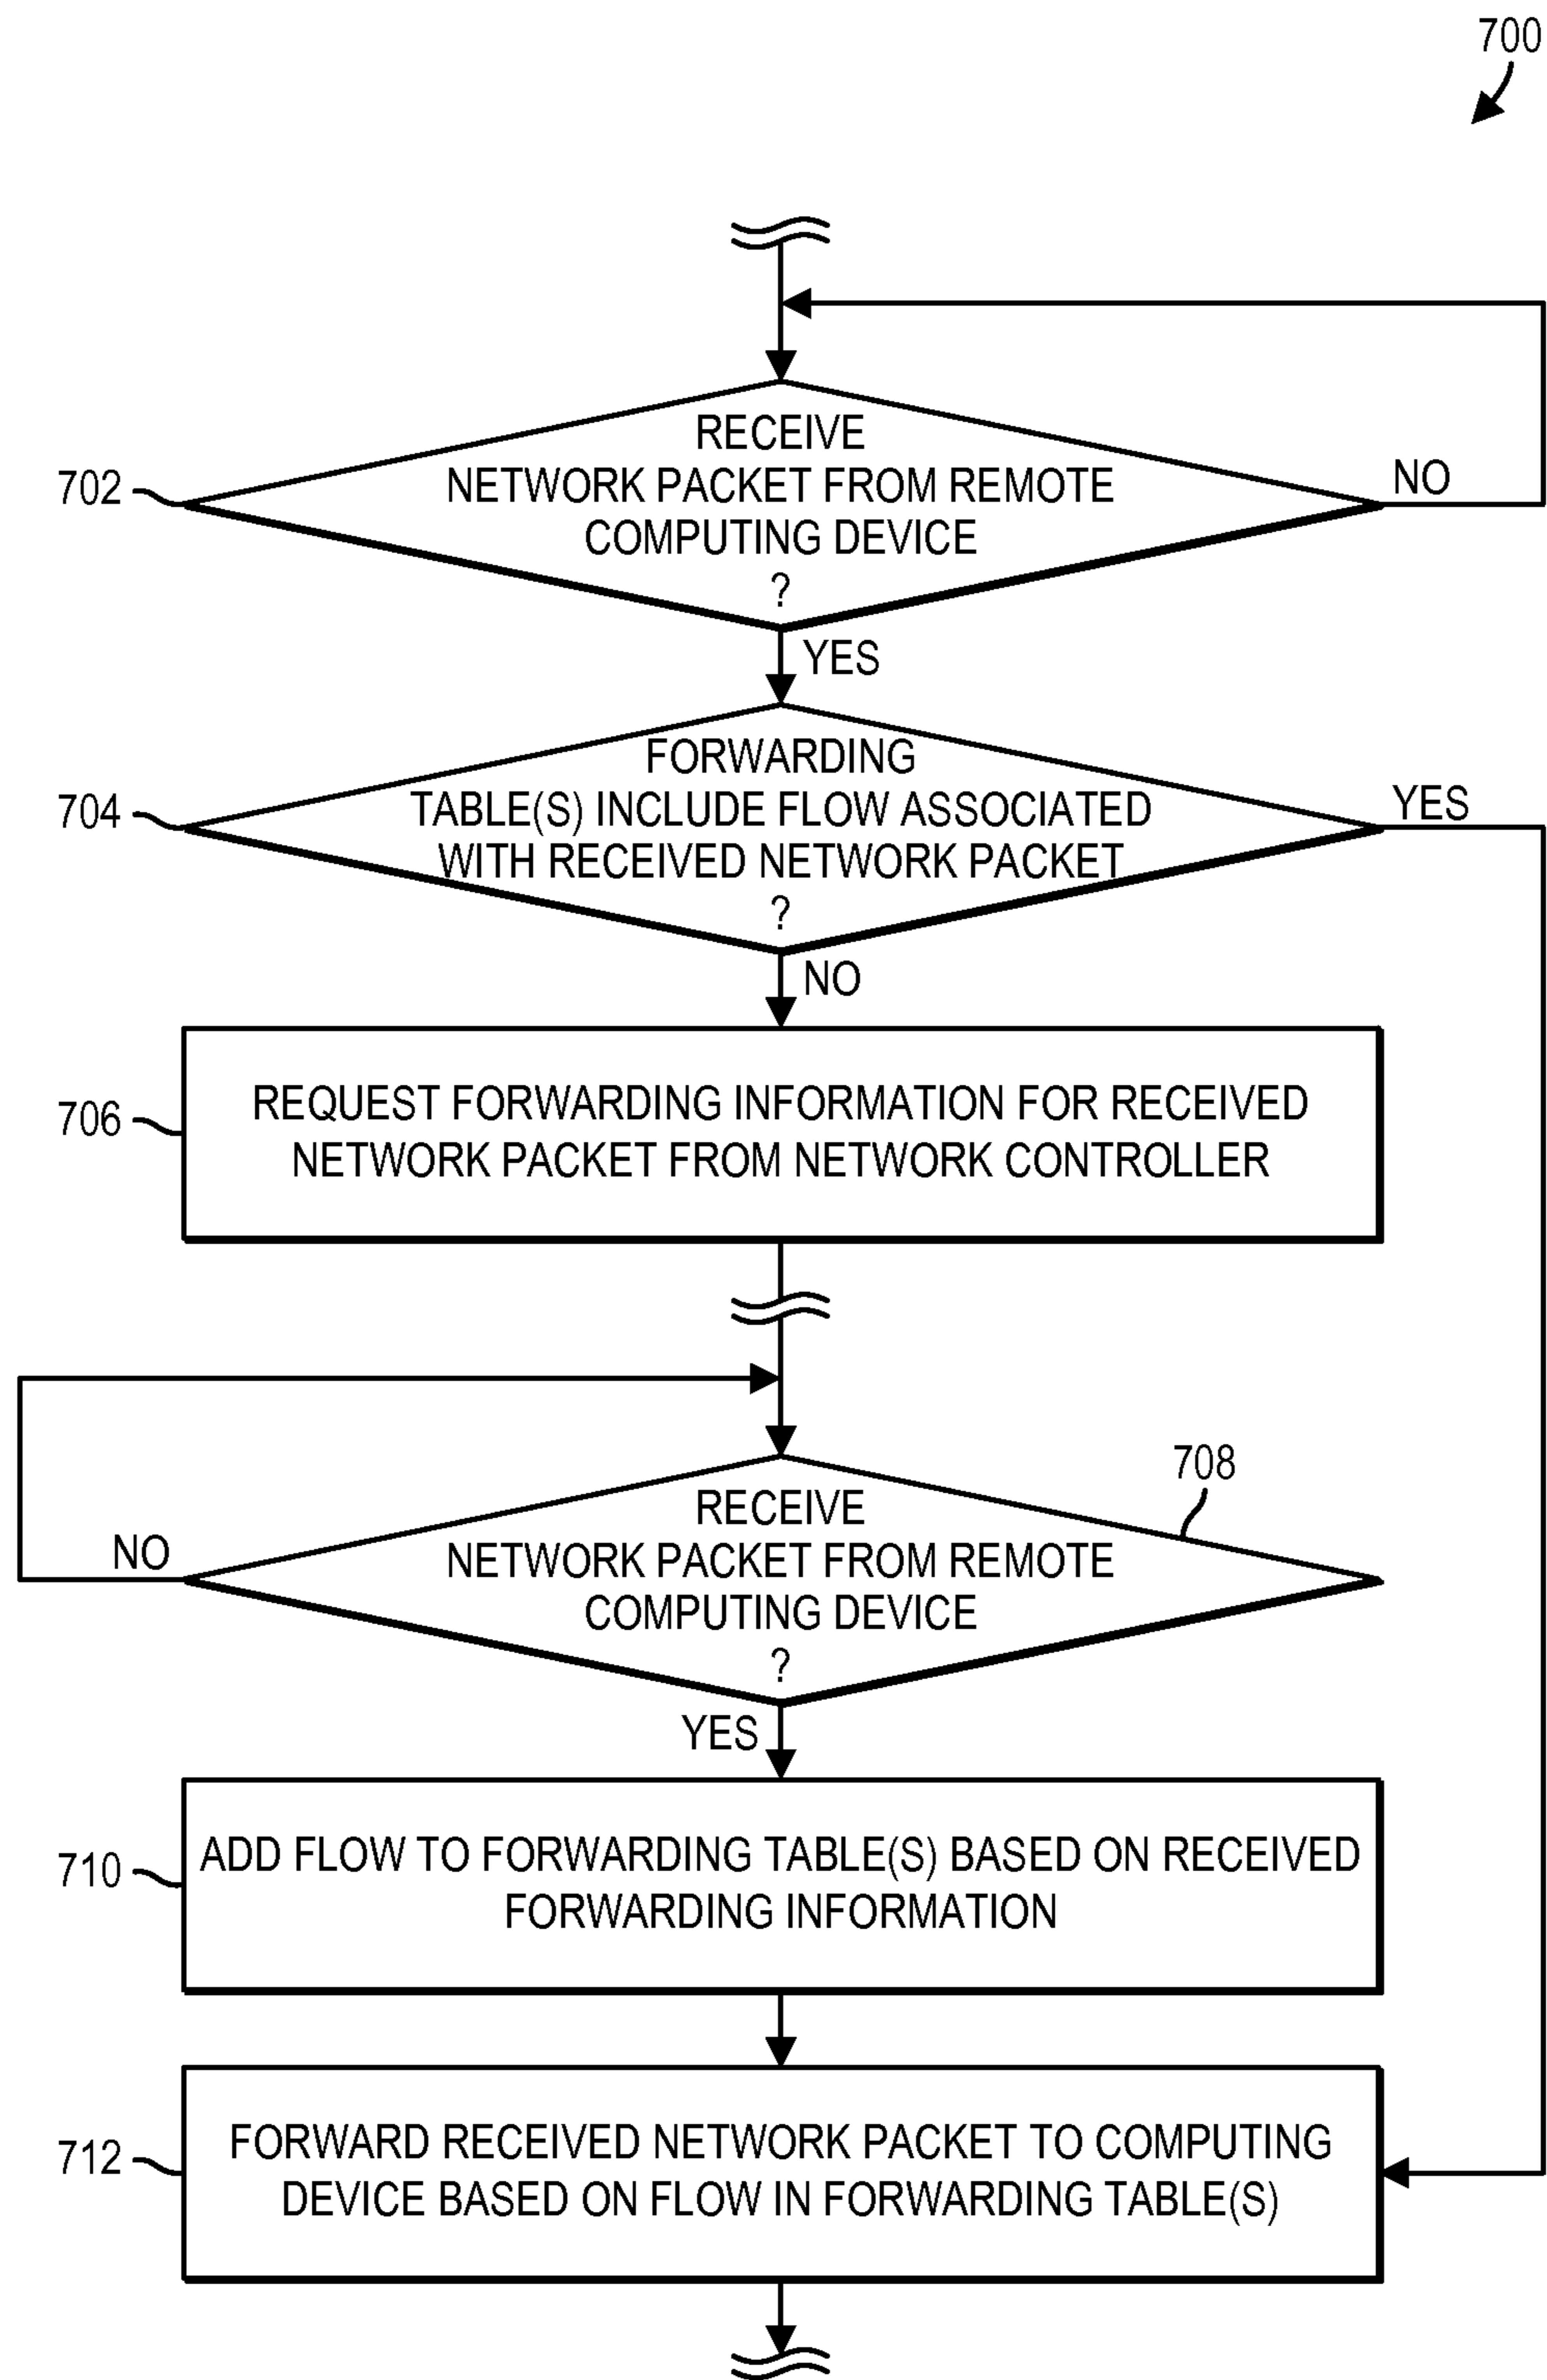 700
RECEIVE
NETWORK PACKET FROM REMOTE
COMPUTING DEVICE
?
702
NO
YES
FORWARDING
TABLE(S) INCLUDE FLOW ASSOCIATED
WITH RECEIVED NETWORK PACKET
?
704
YES
NO
706
REQUEST FORWARDING INFORMATION FOR RECEIVED
NETWORK PACKET FROM NETWORK CONTROLLER
708
RECEIVE
NETWORK PACKET FROM REMOTE
COMPUTING DEVICE
?
NO
YES
710
ADD FLOW TO FORWARDING TABLE(S) BASED ON RECEIVED
FORWARDING INFORMATION
712
FORWARD RECEIVED NETWORK PACKET TO COMPUTING
DEVICE BASED ON FLOW IN FORWARDING TABLE(S)